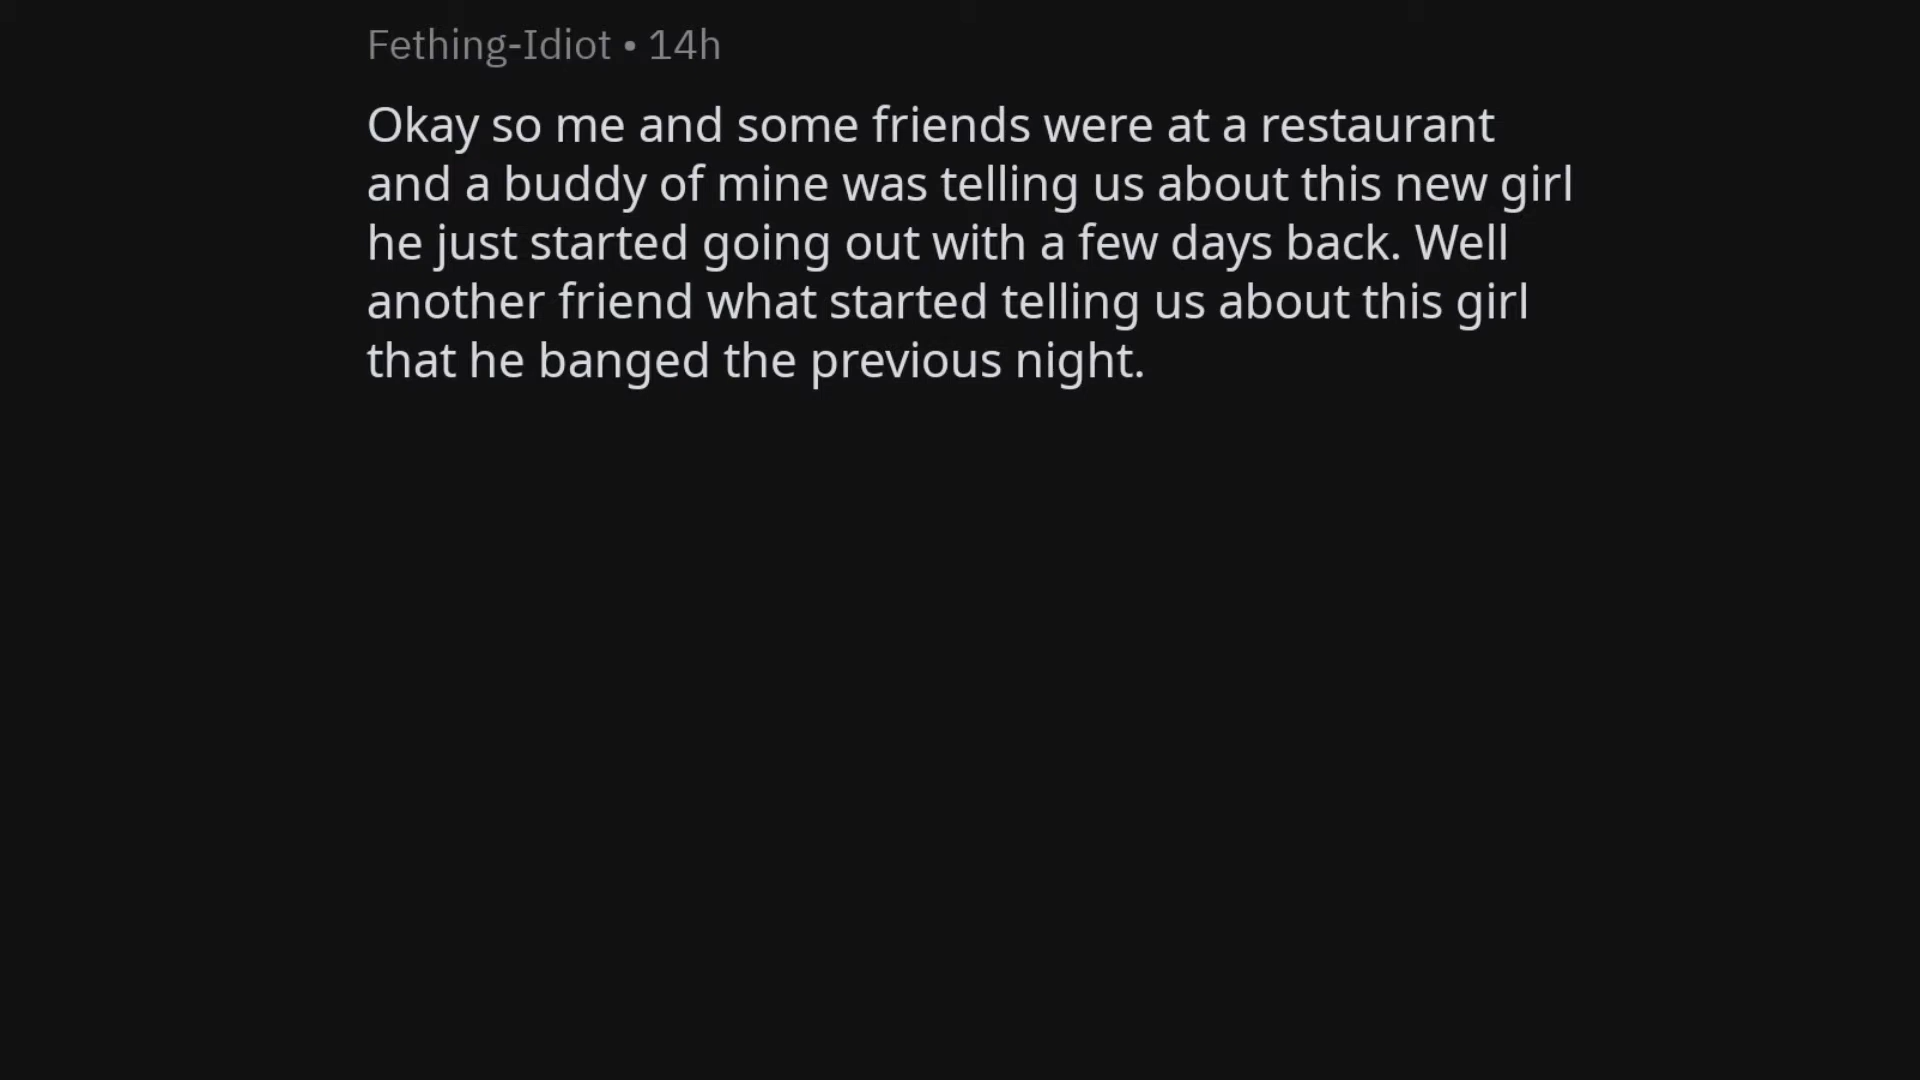 Fething-Idiot • 14h
Okay so me and some friends were at a restaurant
and a buddy of mine was telling us about this new girl
he just started going out with a few days back. Well
another friend what started telling us about this girl
that he banged the previous night.